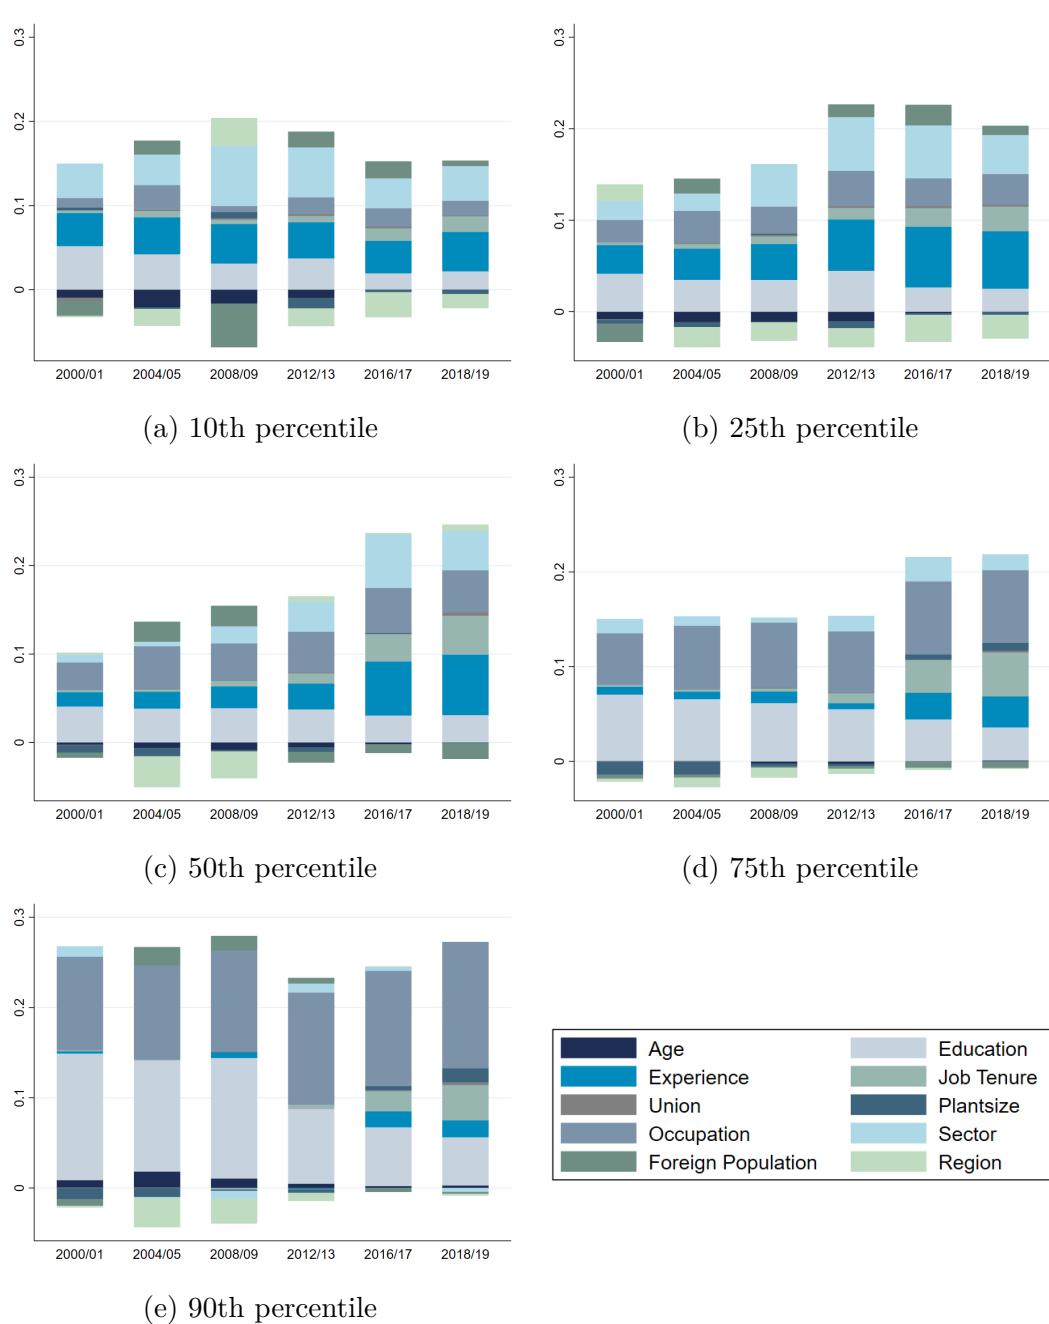 0.3
0.2
0.1
0
2000/01 2004/05 2008/09 2012/13 2016/17 2018/19
(a) 10th percentile
0.3
0.2
0.1
0
2000/01 2004/05 2008/09 2012/13 2016/17 2018/19
(b) 25th percentile
0.3
0.2
0.1
0
2000/01 2004/05 2008/09 2012/13 2016/17 2018/19
(c) 50th percentile
0.3
0.2
0.1
0
2000/01 2004/05 2008/09 2012/13 2016/17 2018/19
(d) 75th percentile
0.3
0.2
0.1
0
2000/01 2004/05 2008/09 2012/13 2016/17 2018/19
(e) 90th percentile
Age Education
Experience Job Tenure
Union Plantsize
Occupation Sector
Foreign Population Region